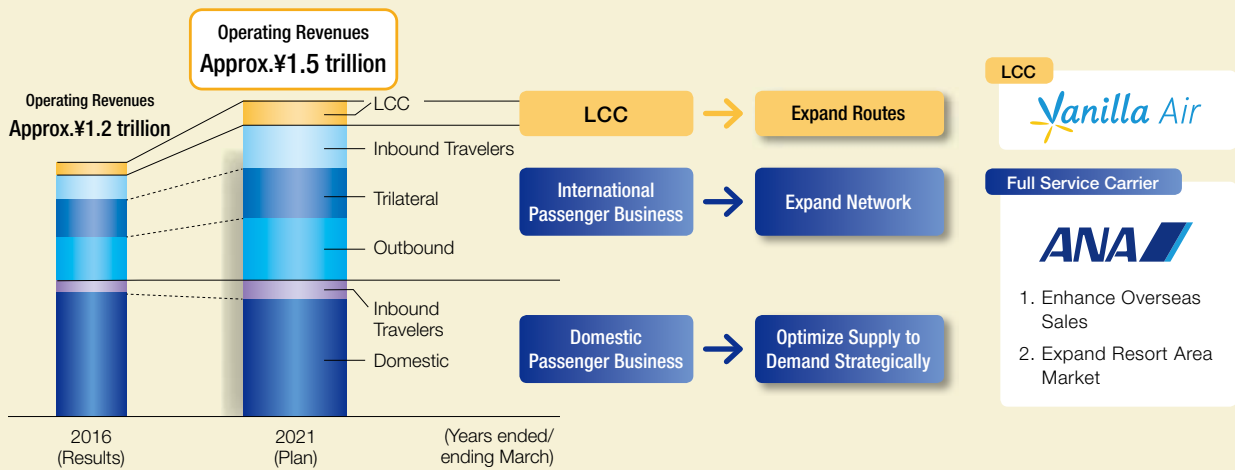 Operating Revenues
Approx.¥1.5 trillion
Operating Revenues
Approx.¥1.2 trillion
LCC
Inbound Travelers
Trilateral
Outbound
Inbound
Travelers
Domestic
2016
(Results)
2021
(Plan)
(Years ended/
ending March)
LCC
Expand Routes
International
Passenger Business
Expand Network
Domestic
Passenger Business
Optimize Supply to
Demand Strategically
LCC
Vanilla Air
Full Service Carrier
ANA
1. Enhance Overseas
Sales
2. Expand Resort Area
Market